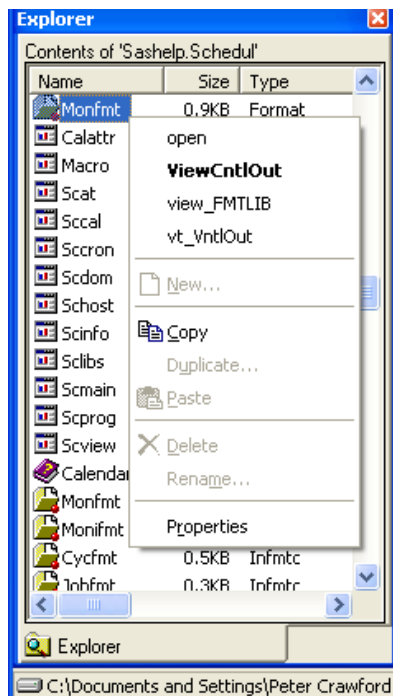 Explorer
Contents of 'Sashelp.Schedul'
Name Size Type
Monfmt 0.9KB Format
Calattr
Macro
Scat
Sccal
Sccron
Scdom
Schost
Scinfo
Sclibs
Scmain
Scprog
Scview
Calendar
Monfmt
Monifmt
Cycfmt 0.5KB Infmtc
Jobfmt 0.3KB Infmtc
open
ViewCntlOut
view_FMTLIB
vt_VntlOut
New...
Copy
Duplicate...
Paste
Delete
Rename...
Properties
Explorer
C:\Documents and Settings\Peter Crawford